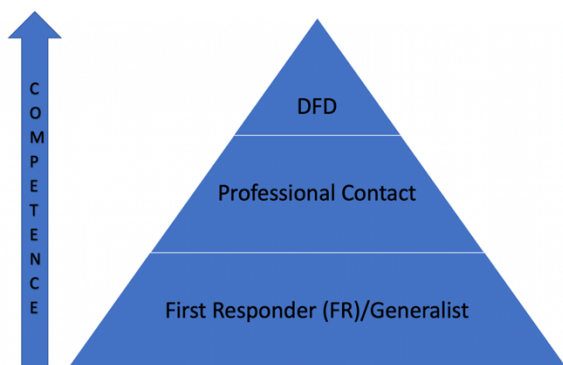 COMPETENCE
DFD
Professional Contact
First Responder (FR)/Generalist